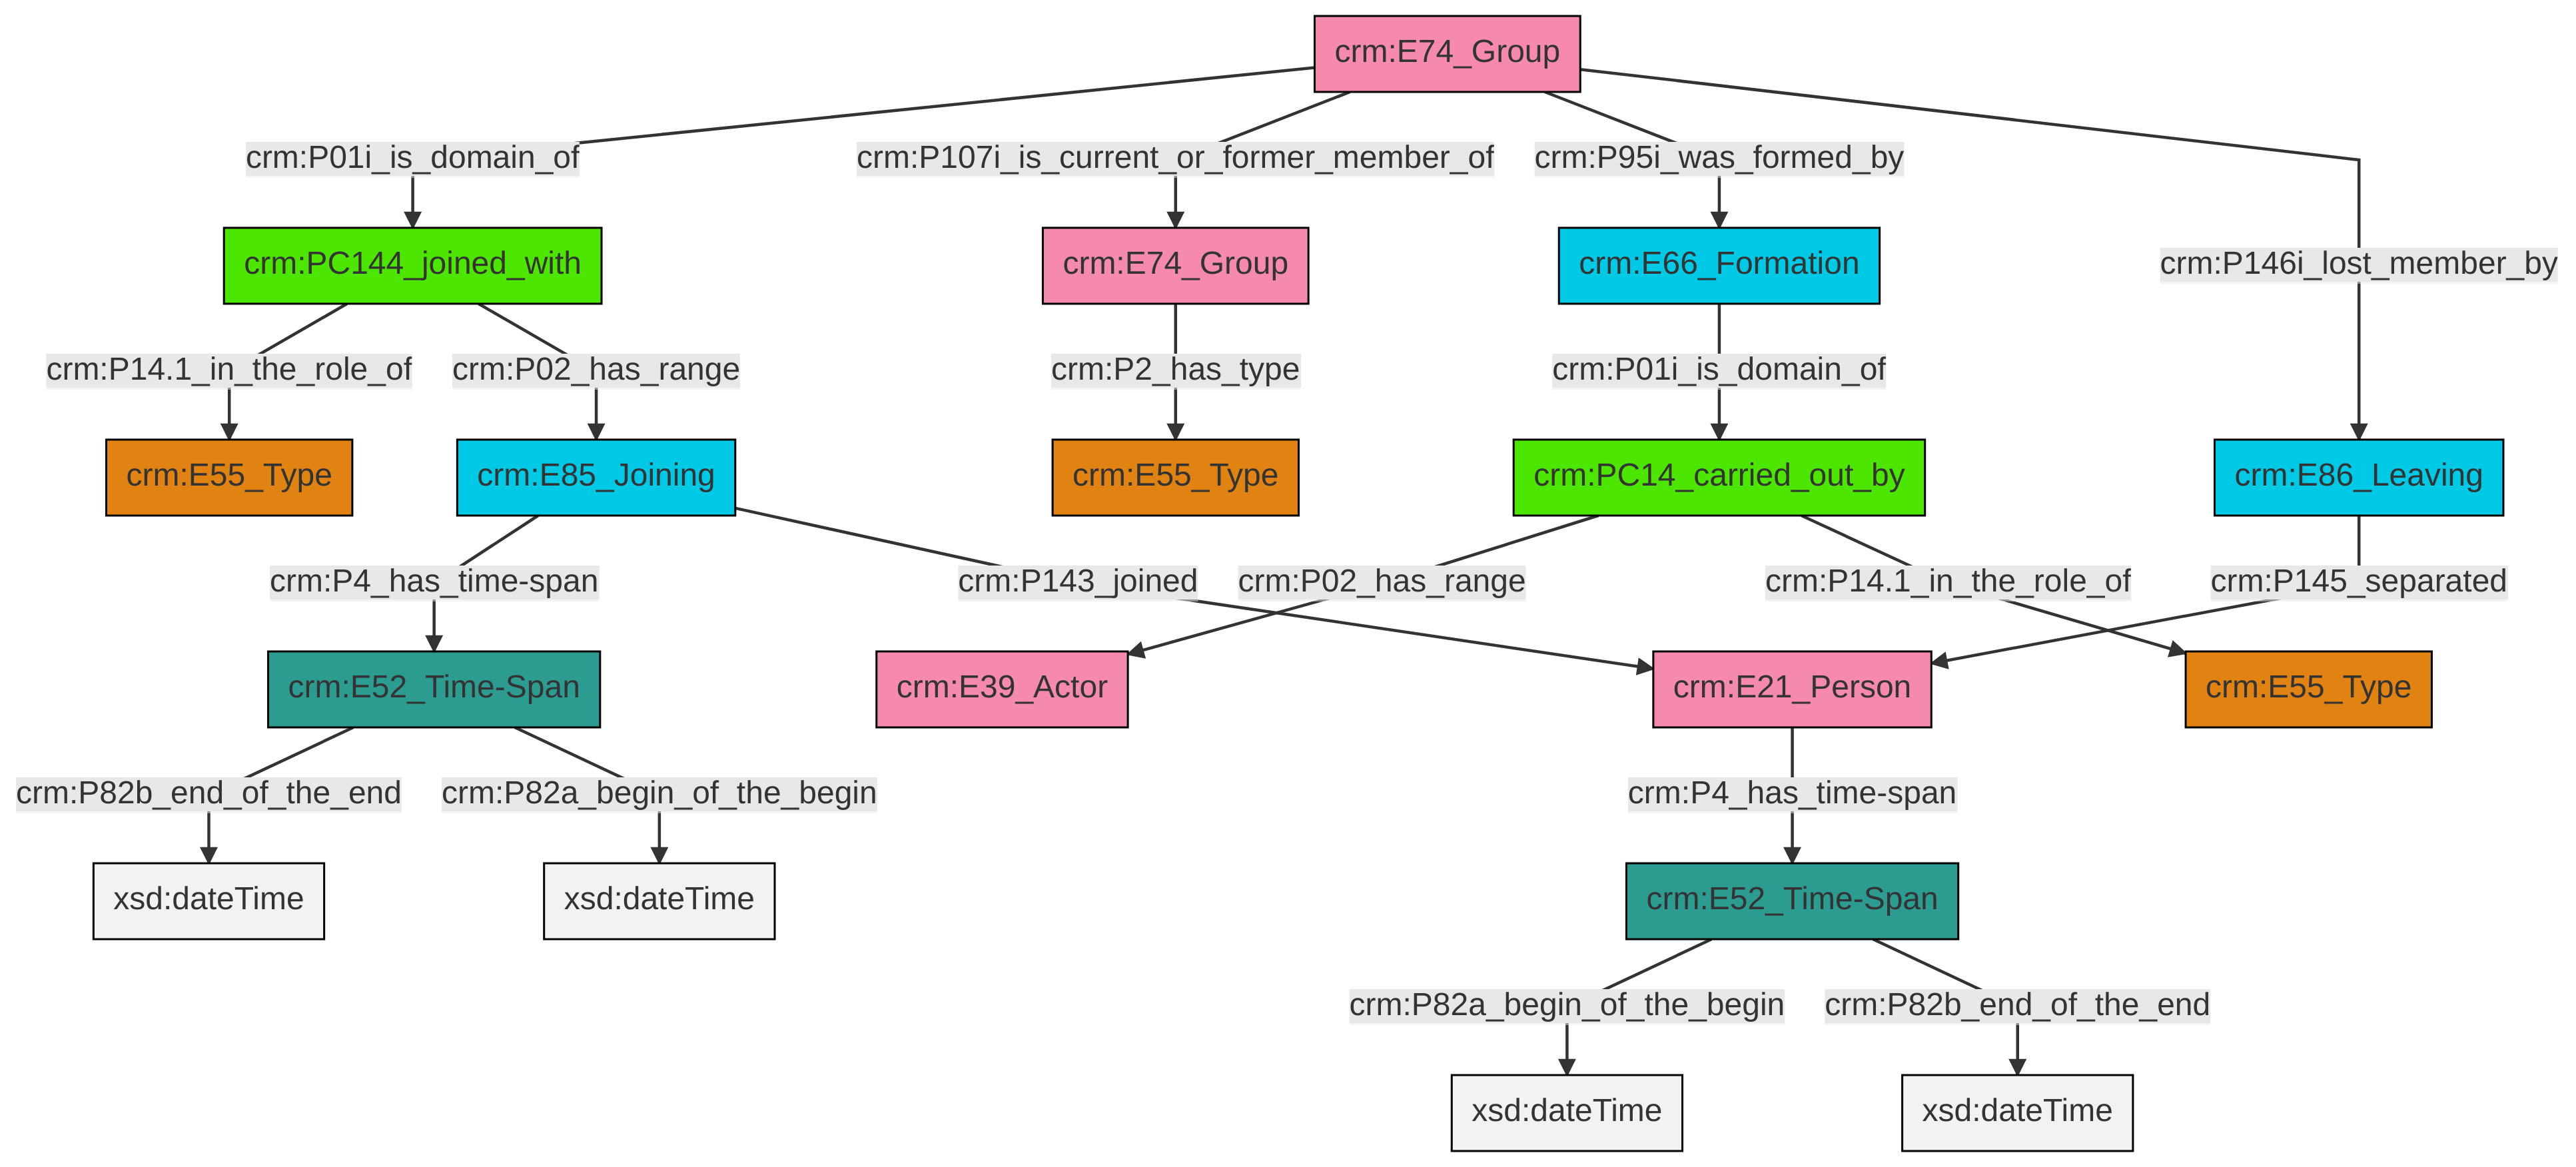 crm:E74_Group
crm:P01i_is_domain_of
crm:P107i_is_current_or_former_member_of
crm:P95i_was_formed_by
crm:PC144_joined_with
crm:E74_Group
crm:E66_Formation
crm:P146i_lost_member_by
crm:P14.1_in_the_role_of
crm:P02_has_range
crm:P2_has_type
crm:P01i_is_domain_of
crm:E55_Type
crm:E85_Joining
crm:E55_Type
crm:PC14_carried_out_by
crm:E86_Leaving
crm:P4_has_time-span
crm:P143_joined
crm:P02_has_range
crm:P14.1_in_the_role_of
crm:P145_separated
crm:E52_Time-Span
crm:E39_Actor
crm:E21_Person
crm:E55_Type
crm:P82b_end_of_the_end
crm:P82a_begin_of_the_begin
crm:P4_has_time-span
xsd:dateTime
xsd:dateTime
crm:E52_Time-Span
crm:P82a_begin_of_the_begin
crm:P82b_end_of_the_end
xsd:dateTime
xsd:dateTime